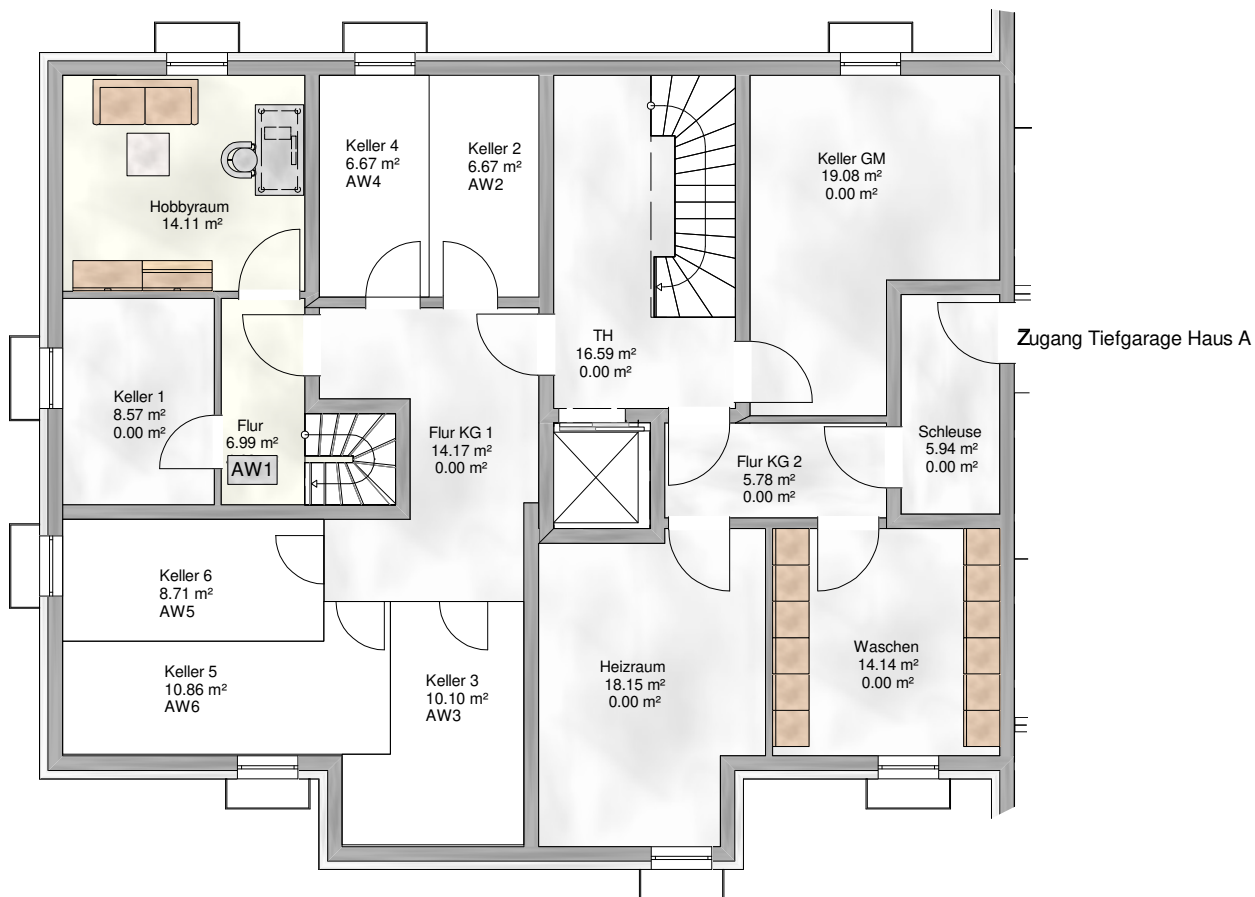 Hobbyraum
14.11 m²
Keller 4
6.67 m²
AW4
Keller 2
6.67 m²
AW2
Keller GM
19.08 m²
0.00 m²
TH
16.59 m²
0.00 m²
Zugang Tiefgarage Haus A
Keller 1
8.57 m²
0.00 m²
Flur
6.99 m²
AW1
Flur KG 1
14.17 m²
0.00 m²
Flur KG 2
5.78 m²
0.00 m²
Schleuse
5.94 m²
0.00 m²
Keller 6
8.71 m²
AW5
Keller 5
10.86 m²
AW6
Keller 3
10.10 m²
AW3
Heizraum
18.15 m²
0.00 m²
Waschen
14.14 m²
0.00 m²